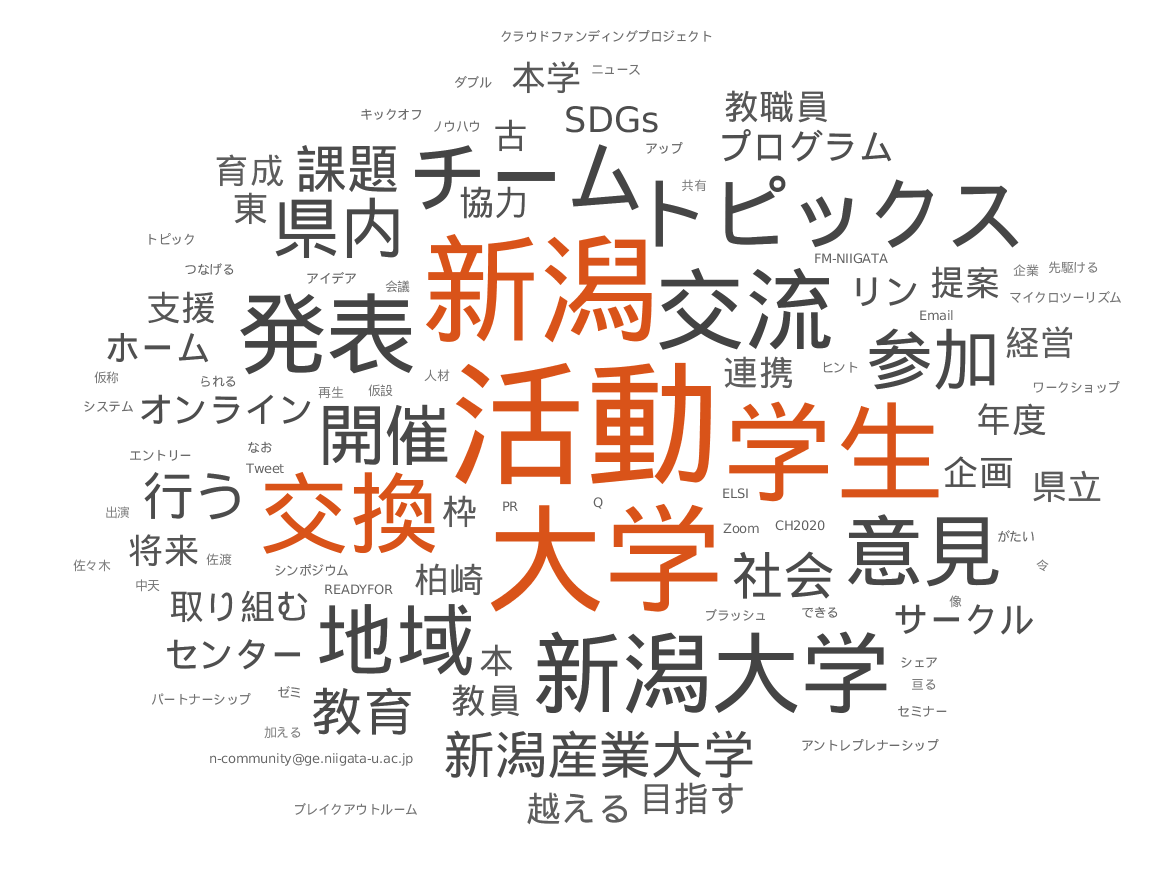 クラウドファンディングプロジェクト
ダブル 本学 ニュース
キックオフ ノウハウ 古 SDGs 教職員
アップ プログラム
育成 課題 チーム 共有 トピックス
東 県内 協力
トピック 新潟 交流
つなげる アイデア 会議 FM-NIIGATA リン 提案 企業 先駆ける
支援 発表 マイクロツーリズム
Email
ホーム 参加 経営
仮称 られる 再生 仮設 人材 連携 ヒント ワークショップ
システム オンライン 開催 活動 学生 年度
エントリー なお
Tweet 企画 県立
行う 交換 枠 PR Q ELSI
出演 大学 Zoom CH2020 意見 がたい
佐々木 将来 佐渡 シンポジウム 社会 令
中天 READYFOR 柏崎
取り組む ブラッシュ できる 像 サークル
センター 地域 本 新潟大学 シェア
亘る
パートナーシップ ゼミ 教育 教員 セミナー
加える
n-community@ge.niigata-u.ac.jp 新潟産業大学 アントレプレナーシップ
ブレイクアウトルーム 越える 目指す